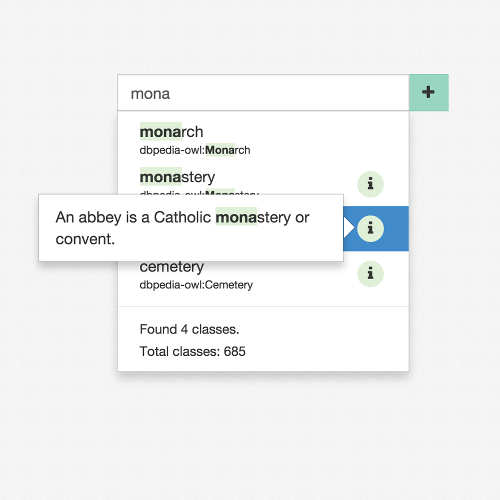 mona
monarch
dbpedia-owl:Monarch
monastery
dbpedia-owl:Monastery
An abbey is a Catholic monastery or
convent.
cemetery
dbpedia-owl:Cemetery
Found 4 classes.
Total classes: 685